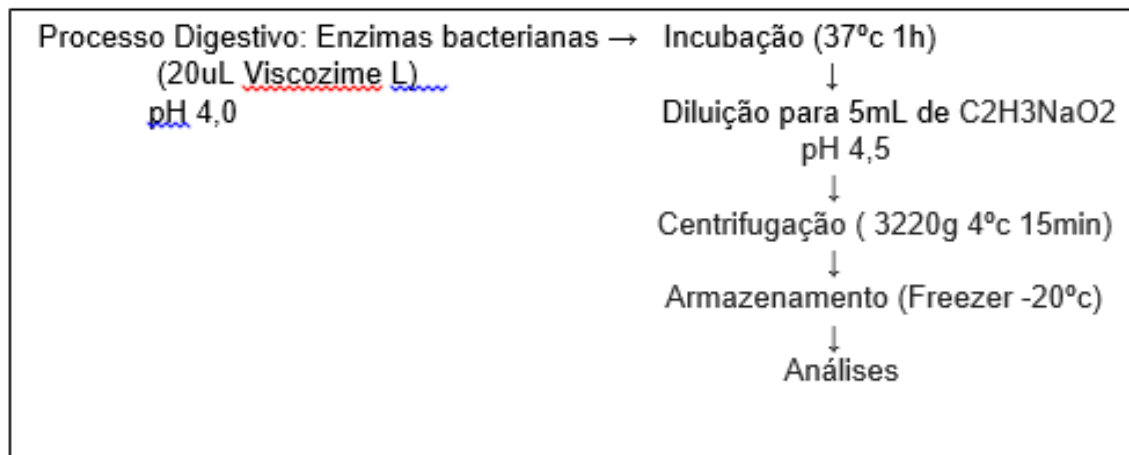 Processo Digestivo: Enzimas bacterianas → Incubação (37ºc 1h)
(20uL Viscozime L)
↓
pH 4,0
Diluição para 5mL de C2H3NaO2
pH 4,5
↓
Centrifugação ( 3220g 4ºc 15min)
↓
Armazenamento (Freezer -20ºc)
↓
Análises